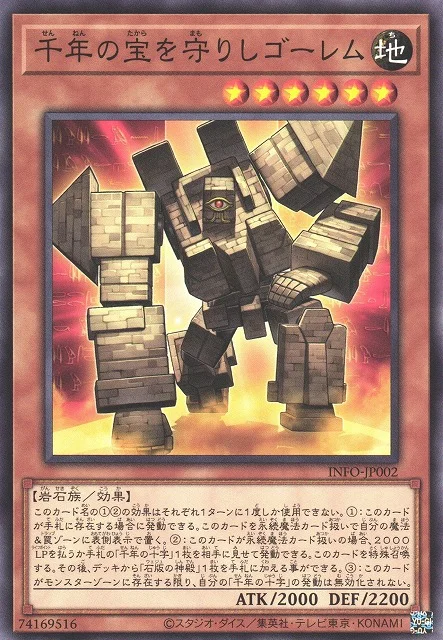 千年の宝を守りしゴーレム
地
INFO-JP002
【岩石族／効果】
このカード名の①②の効果はそれぞれ1ターンに1度しか使用できない。①：このカード
が手札に存在する場合に発動できる。このカードを永続魔法カード扱いで自分の魔法
＆罠ゾーンに表側表示で置く。②：このカードが永続魔法カード扱いの場合、2000
LPを払うか手札の「千年の十字」1枚を相手に見せて発動できる。このカードを特殊召喚
する。その後、デッキから「石版の神殿」1枚を手札に加える事ができる。③：このカード
がモンスターゾーンに存在する限り、自分の「千年の十字」の発動は無効化されない。
ATK/2000 DEF/2200
74169516
©スタジオ・ダイス／集英社・テレビ東京・KONAMI